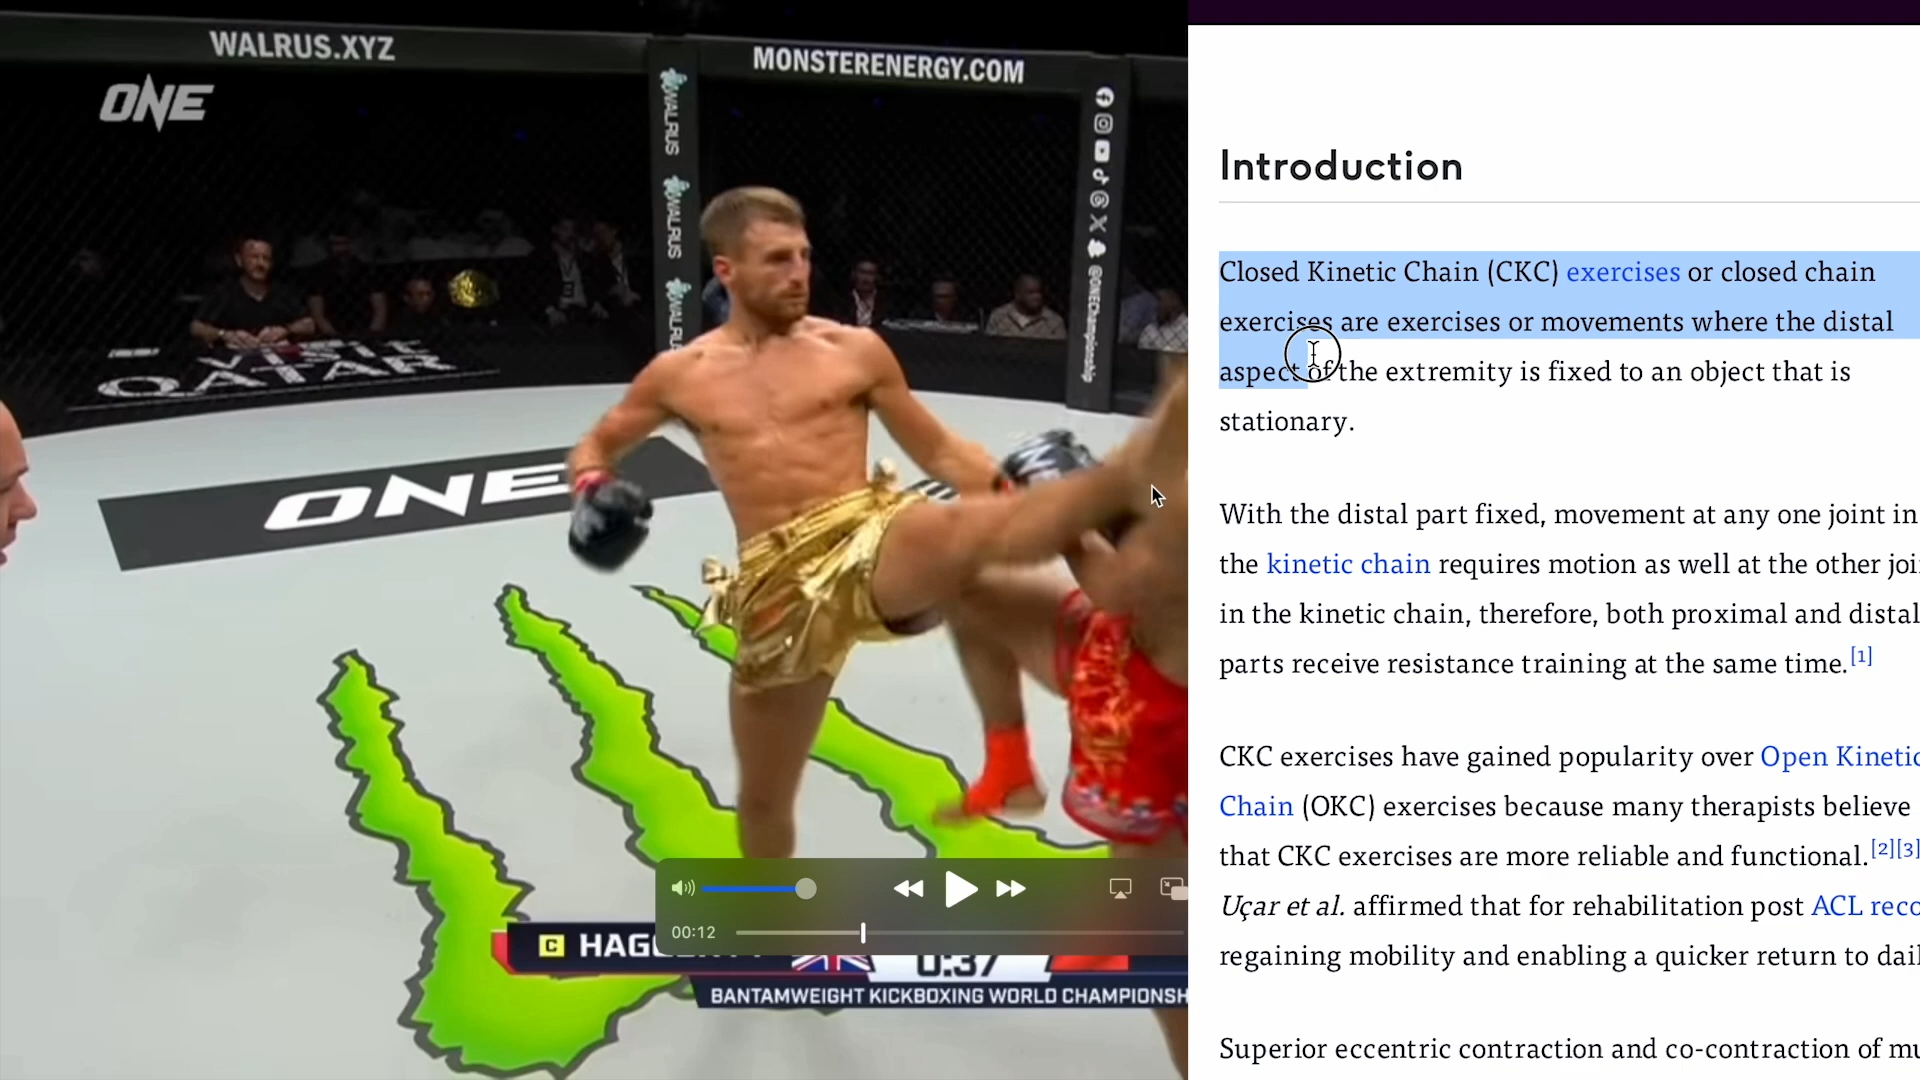 WALRUS.XYZ
MONSTERENERGY.COM
ONE
WALRUS
WALRUS
WALRUS
@ONEChampionship
VISIT
QATAR
ONE
00:12
C HAGG
0:37
BANTAMWEIGHT KICKBOXING WORLD CHAMPIONSH
Introduction
Closed Kinetic Chain (CKC) exercises or closed chain
exercises are exercises or movements where the distal
aspect of the extremity is fixed to an object that is
stationary.
With the distal part fixed, movement at any one joint in
the kinetic chain requires motion as well at the other joi
in the kinetic chain, therefore, both proximal and distal
parts receive resistance training at the same time.[1]
CKC exercises have gained popularity over Open Kinetic
Chain (OKC) exercises because many therapists believe
that CKC exercises are more reliable and functional.[2][3]
Uçar et al. affirmed that for rehabilitation post ACL reco
regaining mobility and enabling a quicker return to dail
Superior eccentric contraction and co-contraction of mu